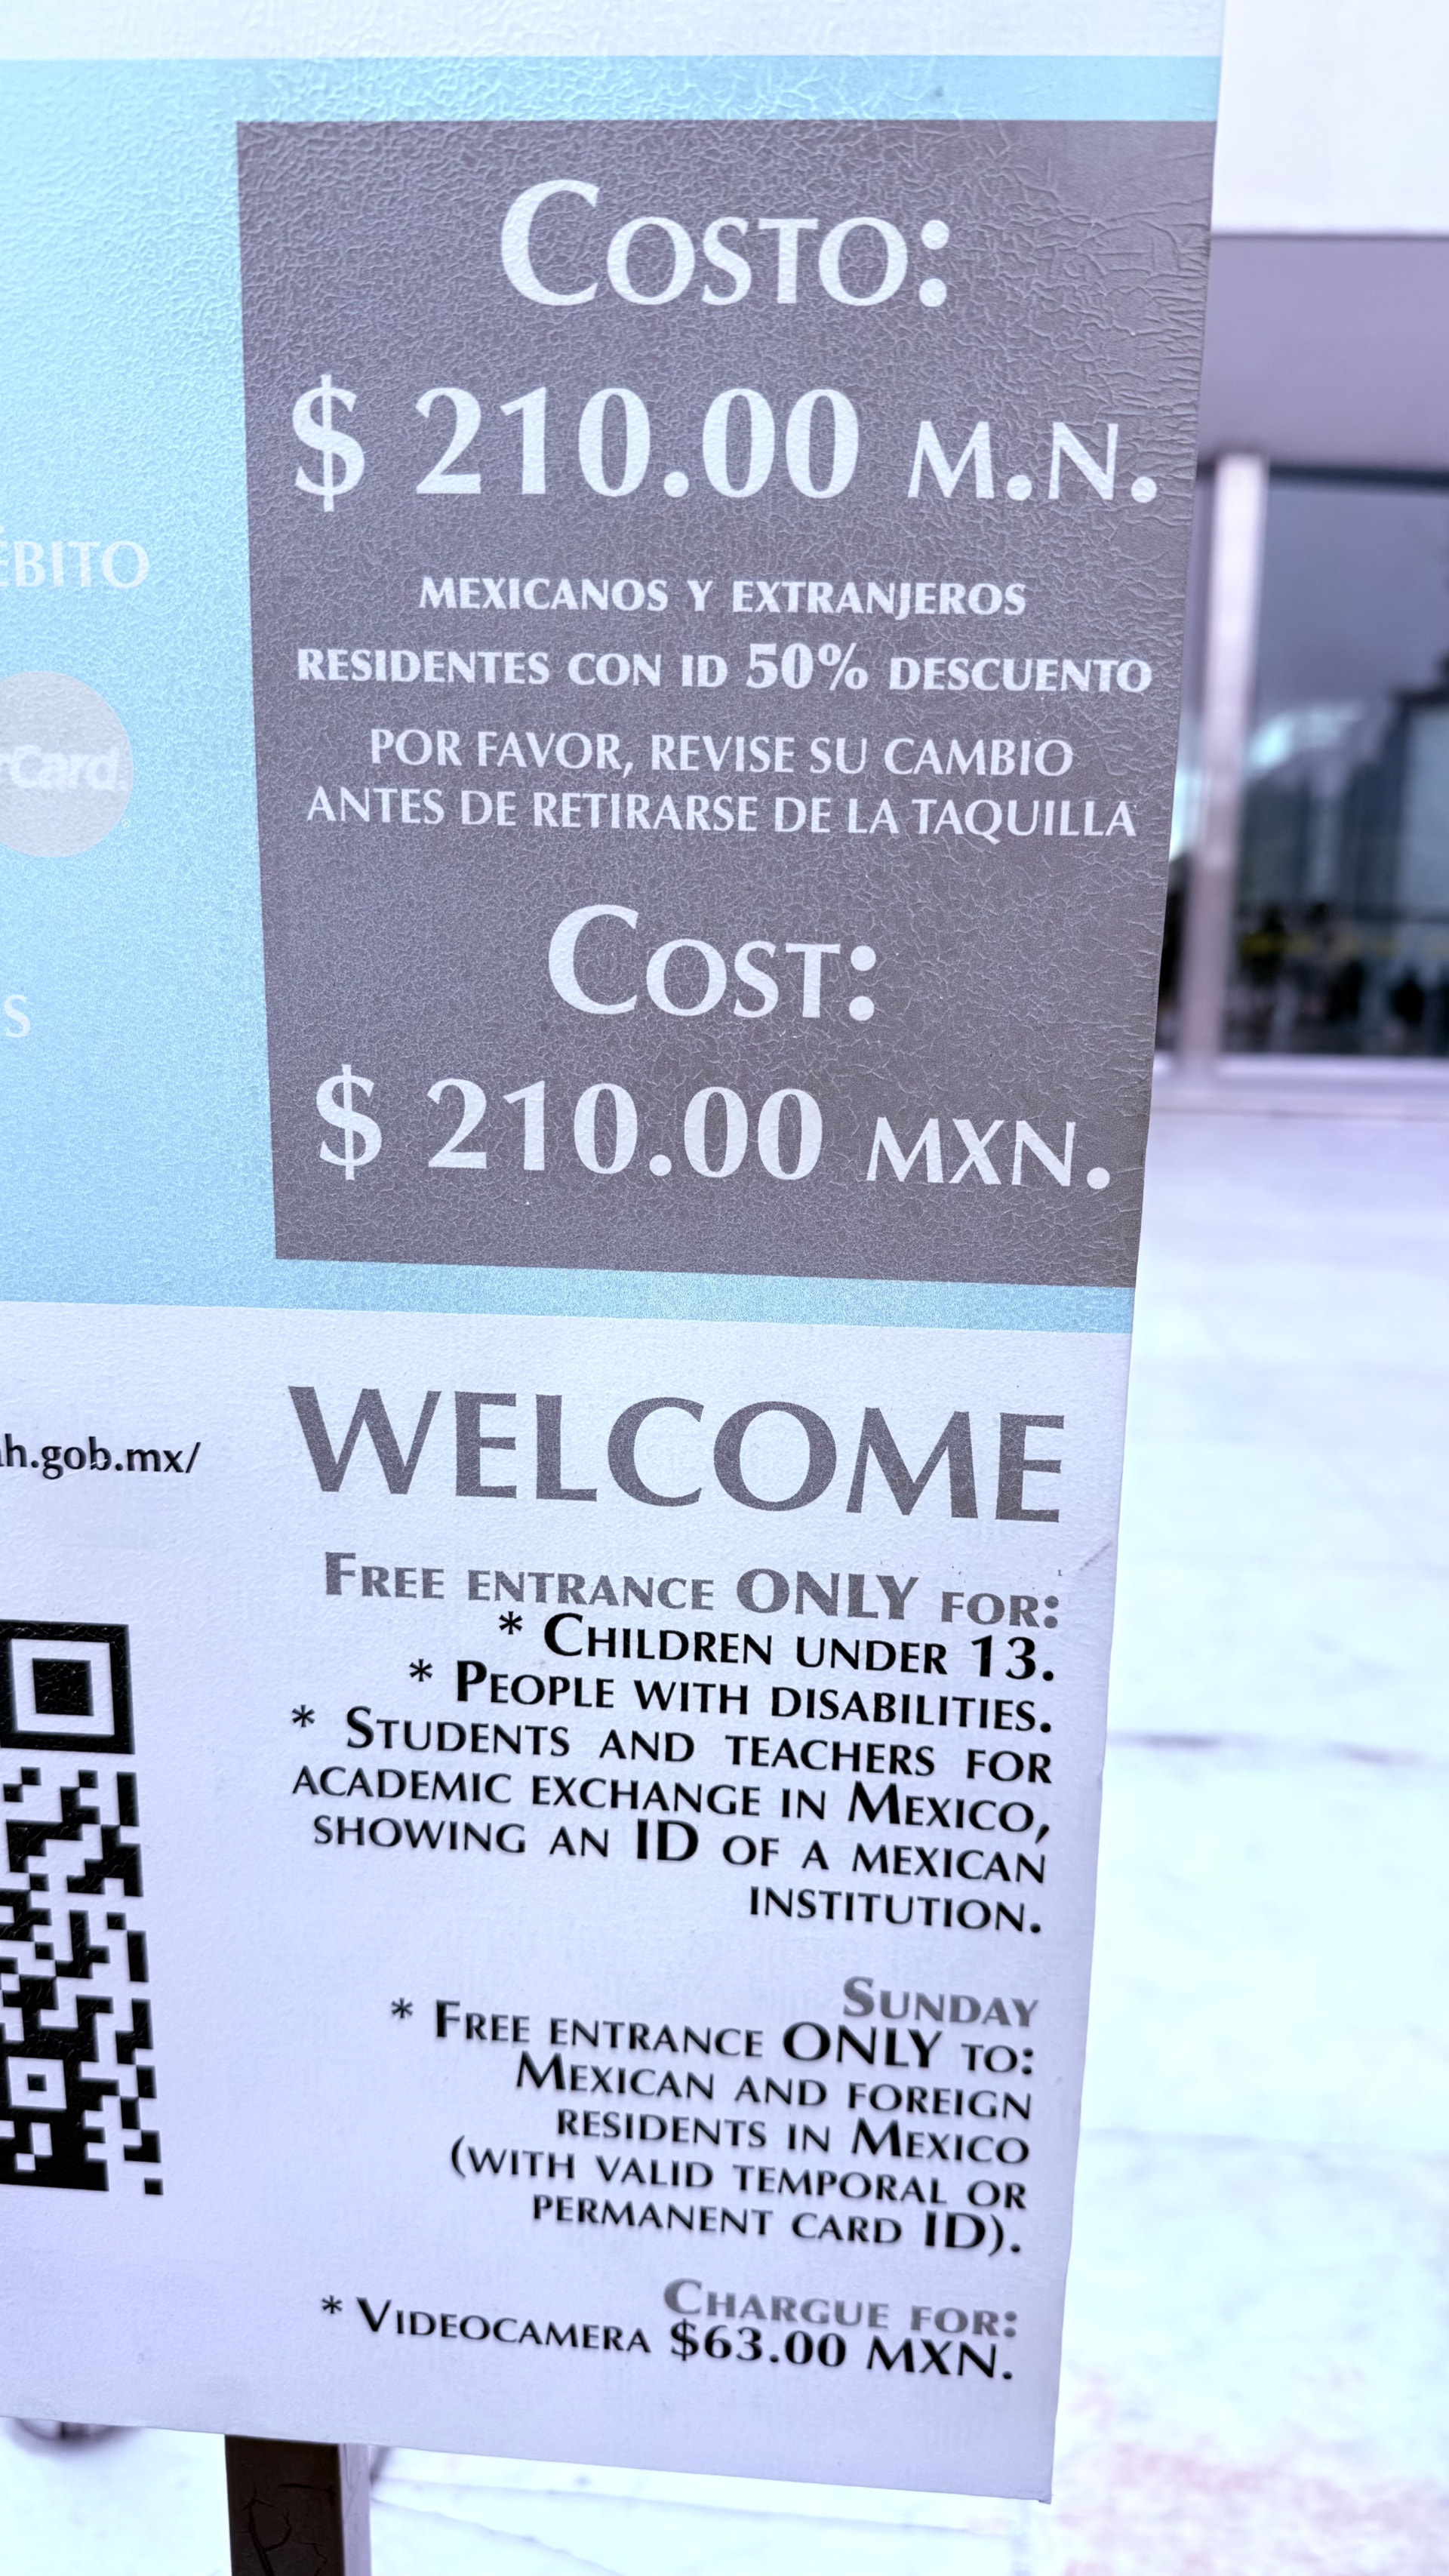 COSTO:
$ 210.00 M.N.
MEXICANOS Y EXTRANJEROS
RESIDENTES CON ID 50% DESCUENTO
POR FAVOR, REVISE SU CAMBIO
ANTES DE RETIRARSE DE LA TAQUILLA
COST:
$ 210.00 MXN.
ÉBITO
rCard
S
h.gob.mx/
WELCOME
FREE ENTRANCE ONLY FOR:
* CHILDREN UNDER 13.
* PEOPLE WITH DISABILITIES.
* STUDENTS AND TEACHERS FOR
ACADEMIC EXCHANGE IN MEXICO,
SHOWING AN ID OF A MEXICAN
INSTITUTION.
SUNDAY
* FREE ENTRANCE ONLY TO:
MEXICAN AND FOREIGN
RESIDENTS IN MEXICO
(WITH VALID TEMPORAL OR
PERMANENT CARD ID).
CHARGUE FOR:
* VIDEOCAMERA $63.00 MXN.